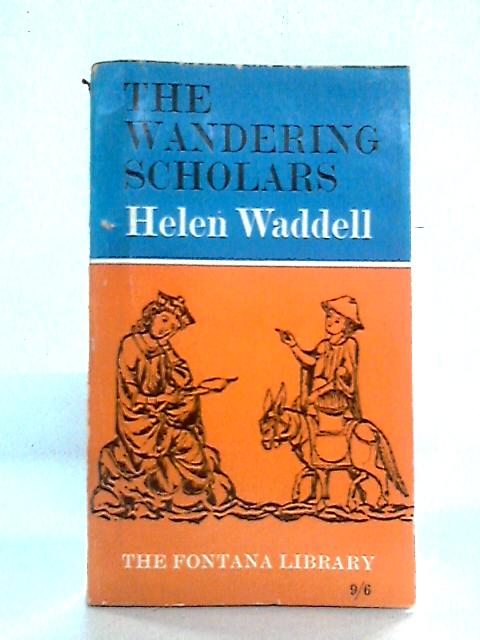 THE
WANDERING
SCHOLARS
Helen Waddell
THE FONTANA LIBRARY
9/6